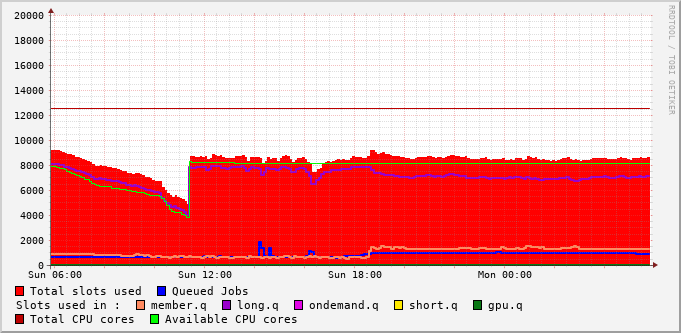 20000
18000
16000
14000
12000
10000
8000
6000
4000
2000
0
Sun 06:00 Sun 12:00 Sun 18:00 Mon 00:00
Total slots used Queued Jobs
Slots used in : member.q long.q ondemand.q short.q gpu.q
Total CPU cores Available CPU cores
RRDTOOL / TOBI OETIKER